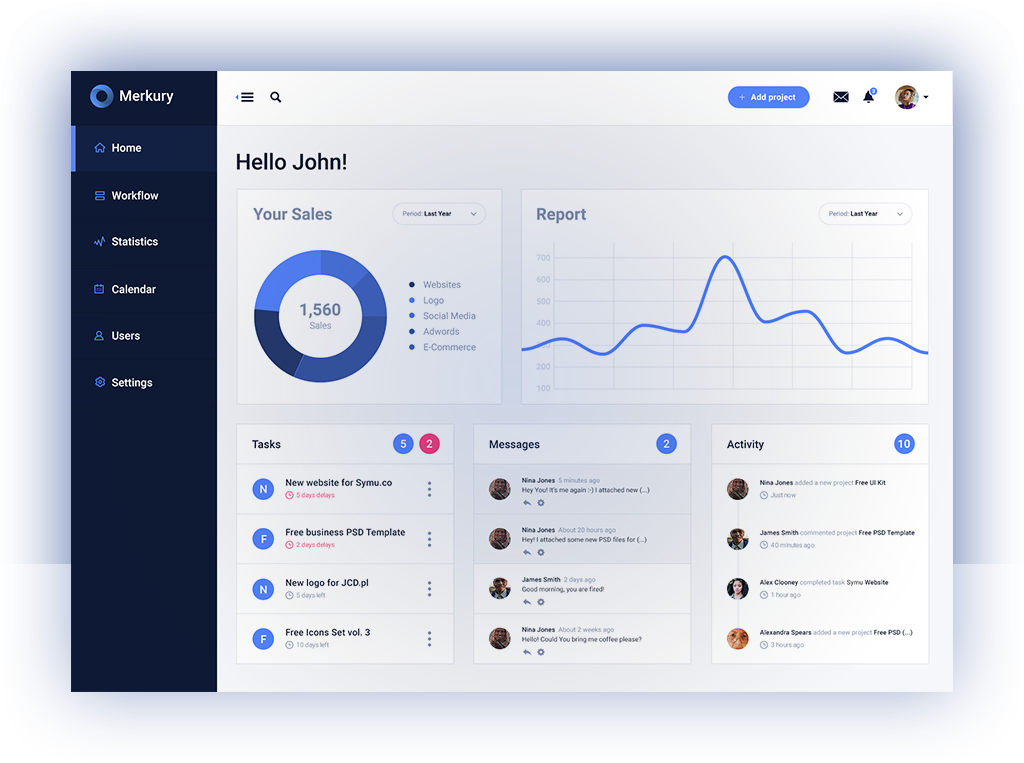 Merkury
Home
Workflow
Statistics
Calendar
Users
Settings
+ Add project
3
Hello John!
Your Sales
Period: Last Year
1,560
Sales
Websites
Logo
Social Media
Adwords
E-Commerce
Report
Period: Last Year
700
600
500
400
300
200
100
Tasks
5
2
N
New website for Symu.co
5 days delays
F
Free business PSD Template
2 days delays
N
New logo for JCD.pl
5 days left
F
Free Icons Set vol. 3
10 days left
Messages
2
Nina Jones 5 minutes ago
Hey You! It's me again :-) I attached new (...)
Nina Jones About 20 hours ago
Hey! I attached some new PSD files for (...)
James Smith 2 days ago
Good morning, you are fired!
Nina Jones About 2 weeks ago
Hello! Could You bring me coffee please?
Activity
10
Nina Jones added a new project Free UI Kit
Just now
James Smith commented project Free PSD Template
40 minutes ago
Alex Clooney completed task Symu Website
1 hour ago
Alexandra Spears added a new project Free PSD (...)
3 hours ago